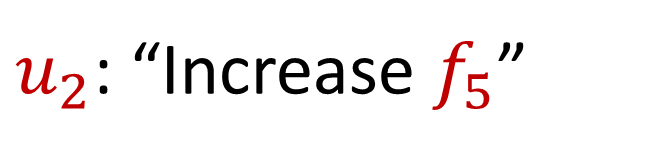 u₂: “Increase f₅”